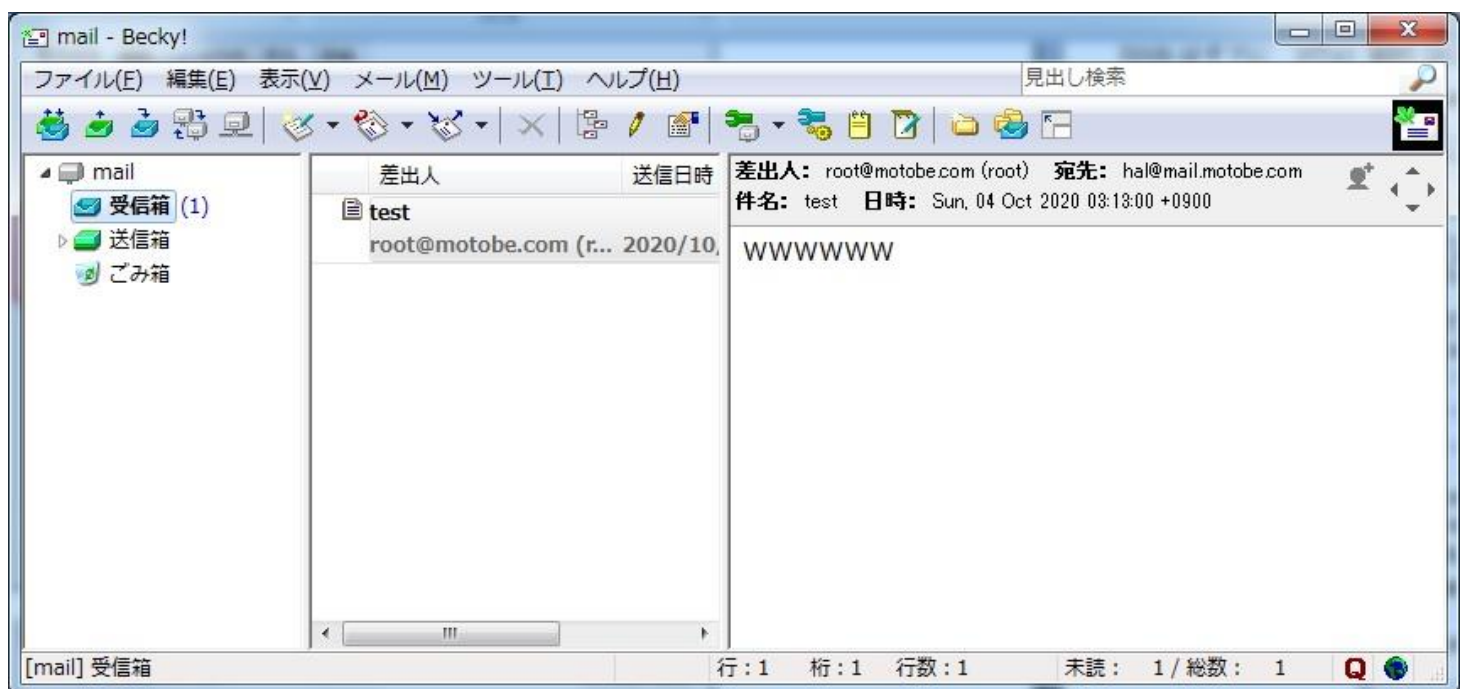 mail - Becky!
ファイル(F) 編集(E) 表示(V) メール(M) ツール(T) ヘルプ(H) 見出し検索
mail
受信箱 (1)
送信箱
ごみ箱
差出人 送信日時
test
root@motobe.com (r... 2020/10,
差出人: root@motobe.com (root) 宛先: hal@mail.motobe.com
件名: test 日時: Sun, 04 Oct 2020 03:13:00 +0900
wwwwww
[mail] 受信箱 行:1 桁:1 行数:1 未読: 1/総数: 1 Q